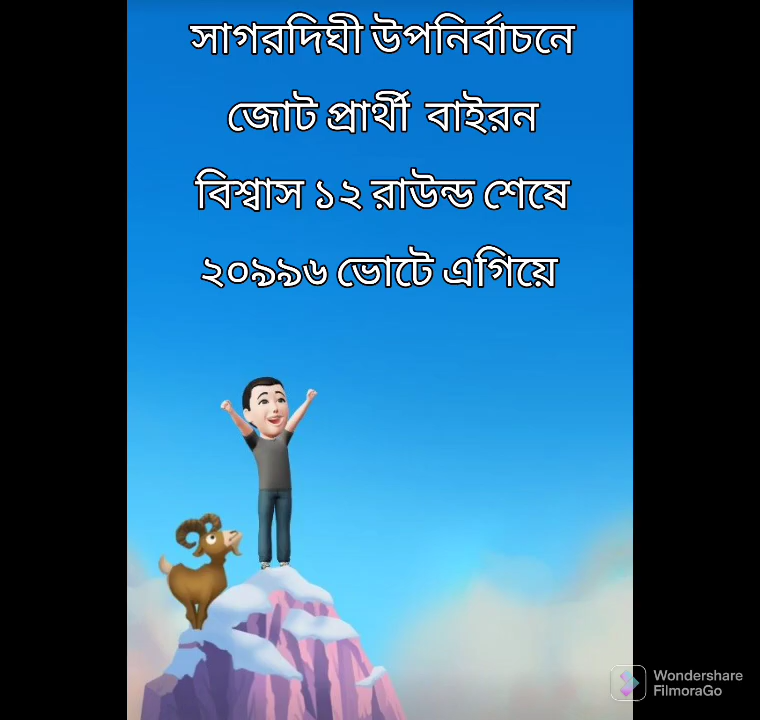 সাগরদিঘী উপনির্বাচনে
জোট প্রার্থী বাইরন
বিশ্বাস ১২ রাউন্ড শেষে
২০৯৯৬ ভোটে এগিয়ে
Wondershare
FilmoraGo